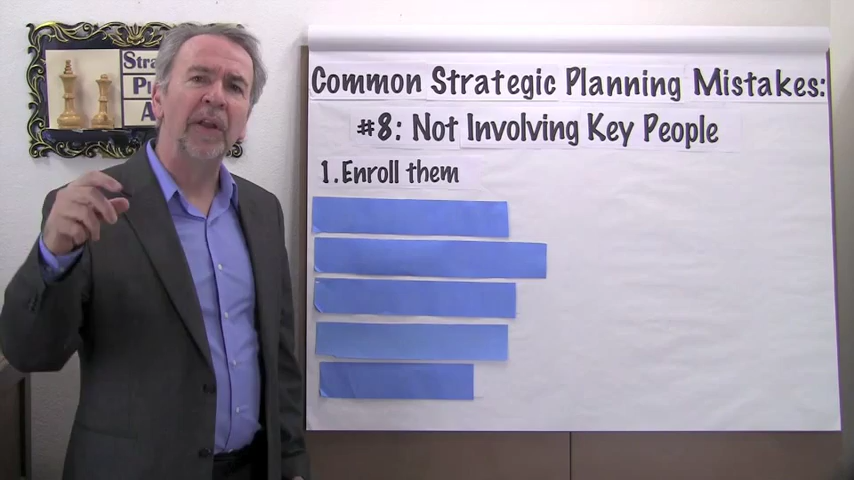 Common Strategic Planning Mistakes:
#8: Not Involving Key People
1. Enroll them